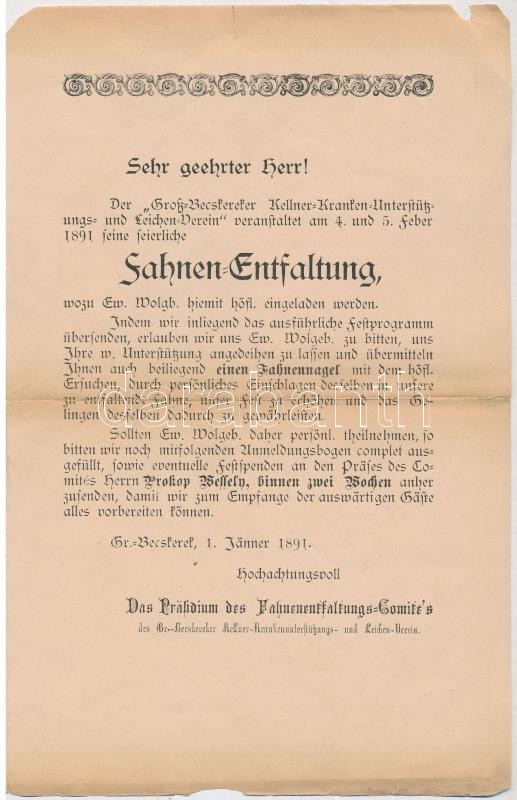 Sehr geehrter Herr!
Der „Groß-Becskereker Kellner-Kranken-Unterstütz-
ungs- und Leichen-Verein“ veranstaltet am 4. und 5. Feber
1891 seine feierliche
Fahnen-Entfaltung,
wozu Ew. Wolgb. hiemit höfl. eingeladen werden.
Indem wir inliegend das ausführliche Festprogramm
übersenden, erlauben wir uns Ew. Wolgeb. zu bitten, uns
Ihre w. Unterstützung angedeihen zu lassen und übermitteln
Ihnen auch beiliegend einen Fahnennagel mit dem höfl.
Ersuchen, durch persönliches Einschlagen desselben in unsere
zu entfaltende Fahne, unser Fest zu erhöhen und das Ge-
lingen desselben dadurch zu gewährleisten.
Sollten Ew. Wolgeb. daher persönl. theilnehmen, so
bitten wir noch mitfolgenden Anmeldungsbogen complet aus-
gefüllt, sowie eventuelle Festspenden an den Präses des Co-
mités Herrn Prokop Wessely, binnen zwei Wochen anher
zusenden, damit wir zum Empfange der auswärtigen Gäste
alles vorbereiten können.
Gr.-Becskerek, 1. Jänner 1891.
Hochachtungsvoll
Das Präsidium des Fahnenentfaltungs-Comité's
des Gr.-Becskereker Kellner-Krankenunterstützungs- und Leichen-Verein.
darabanth